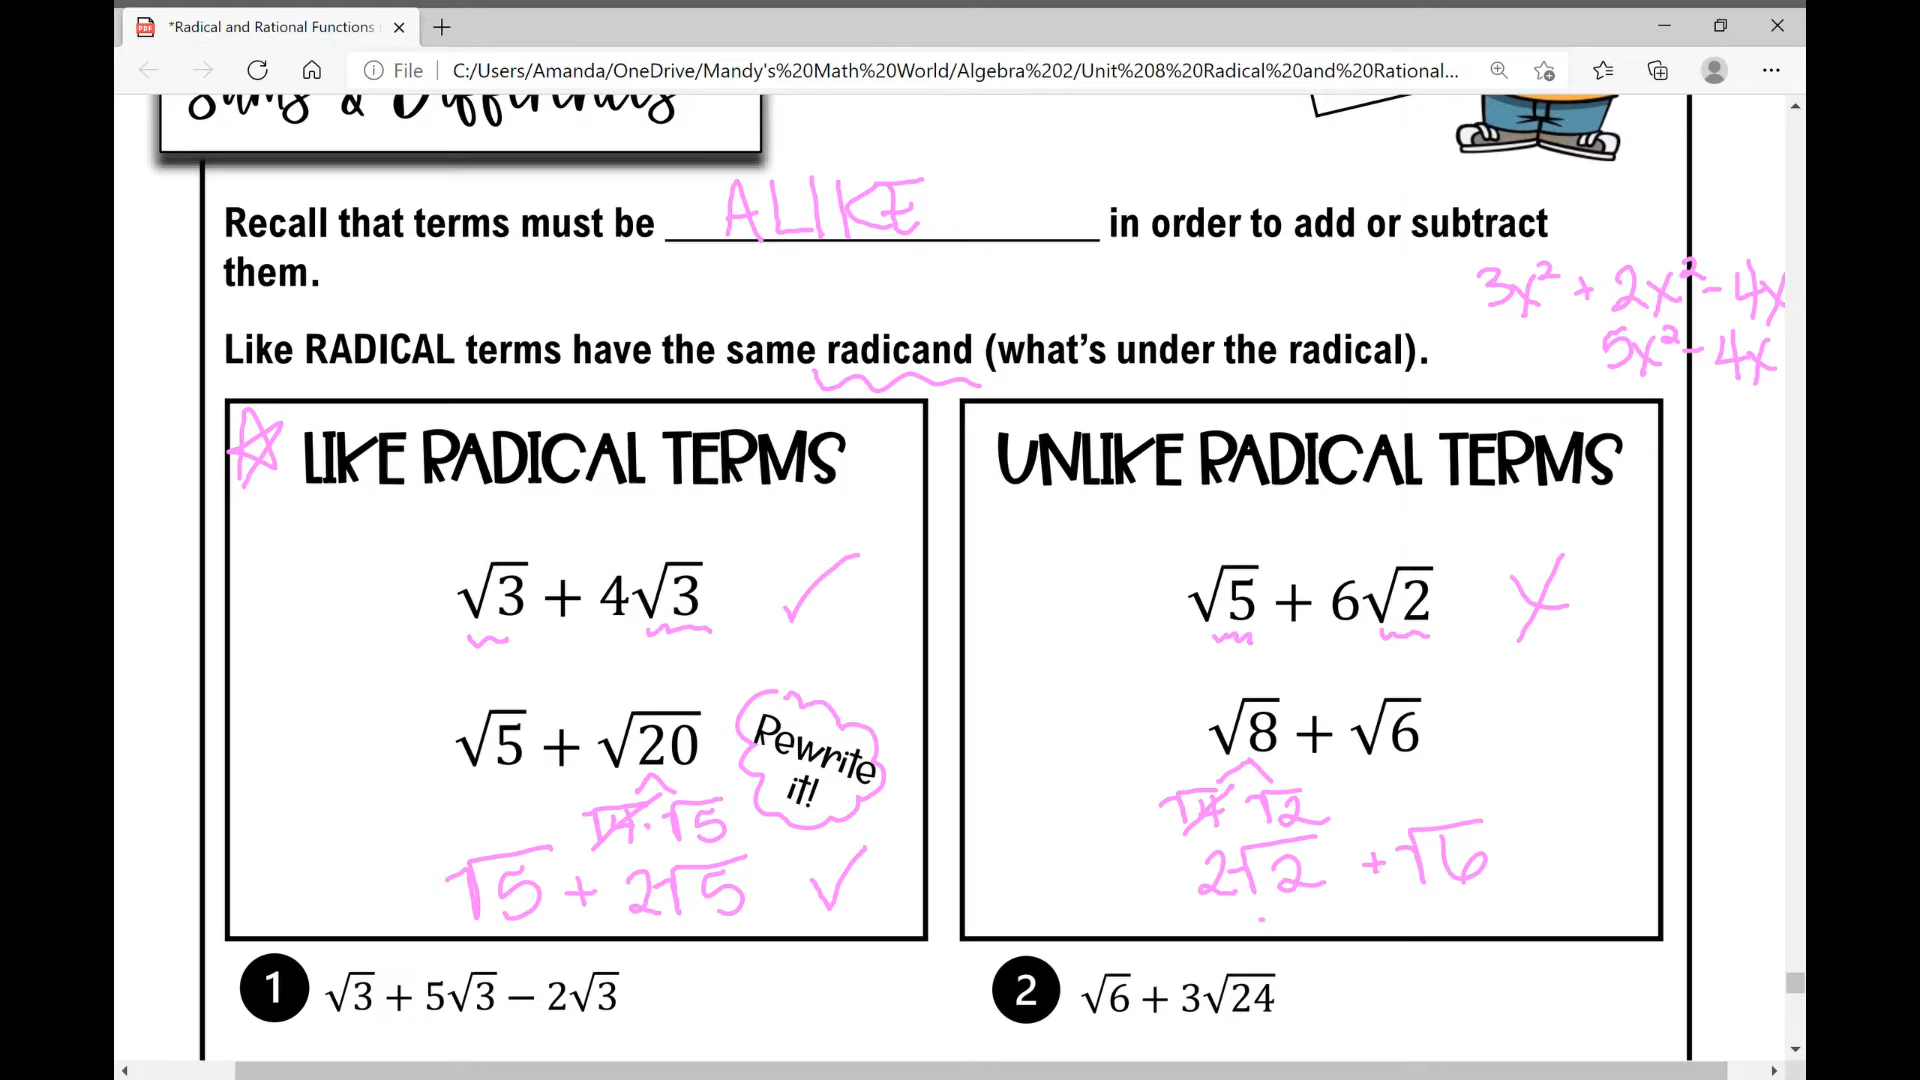 *Radical and Rational Functions
File
C:/Users/Amanda/OneDrive/Mandy's%20Math%20World/Algebra%202/Unit%208%20Radical%20and%20Rational...
Sums & Differences
Recall that terms must be ALIKE in order to add or subtract
them.
3x² + 2x² - 4x
5x² - 4x
Like RADICAL terms have the same radicand (what's under the radical).
LIKE RADICAL TERMS
√3 + 4√3 ✓
√5 + √20
Rewrite
it!
√4 · √5
√5 + 2√5 ✓
UNLIKE RADICAL TERMS
√5 + 6√2 X
√8 + √6
√4 √2
2√2 + √6
1 √3 + 5√3 − 2√3
2 √6 + 3√24